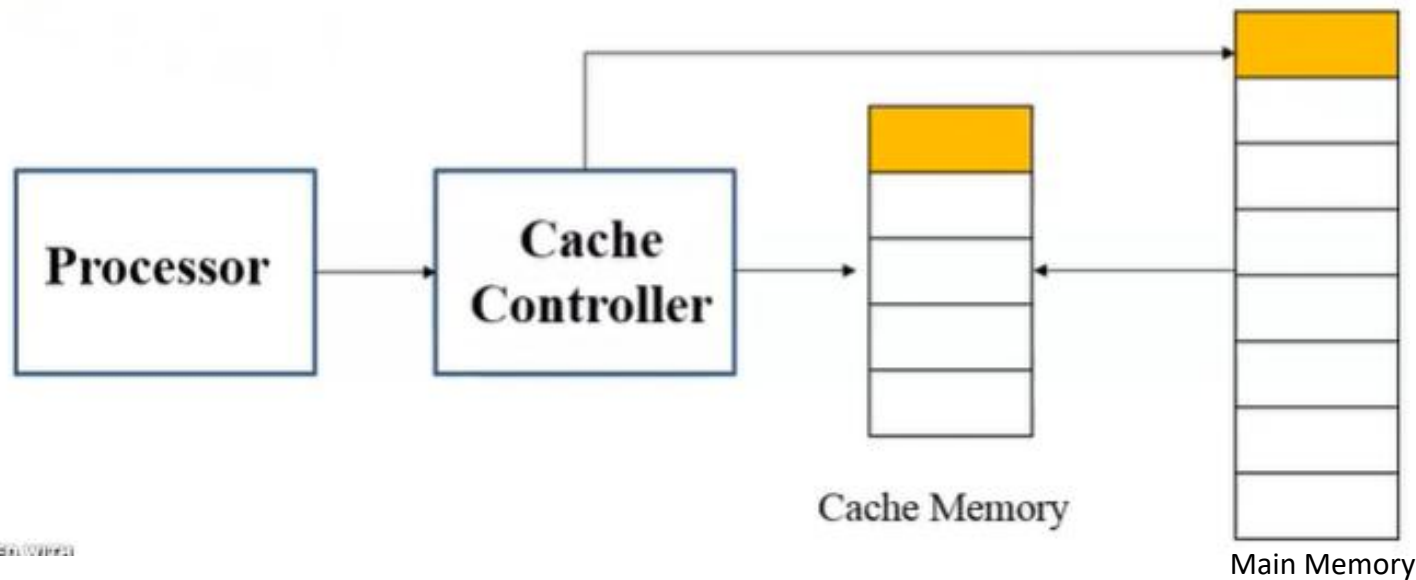 Processor
Cache
Controller
Cache Memory
Main Memory